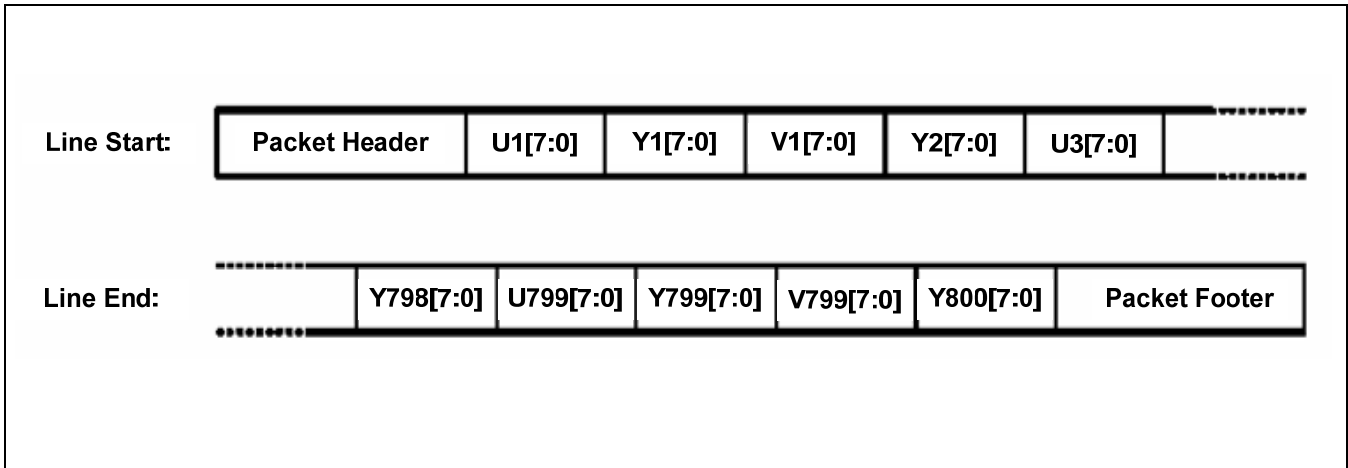 Line Start: Packet Header U1[7:0] Y1[7:0] V1[7:0] Y2[7:0] U3[7:0]
Line End: Y798[7:0] U799[7:0] Y799[7:0] V799[7:0] Y800[7:0] Packet Footer